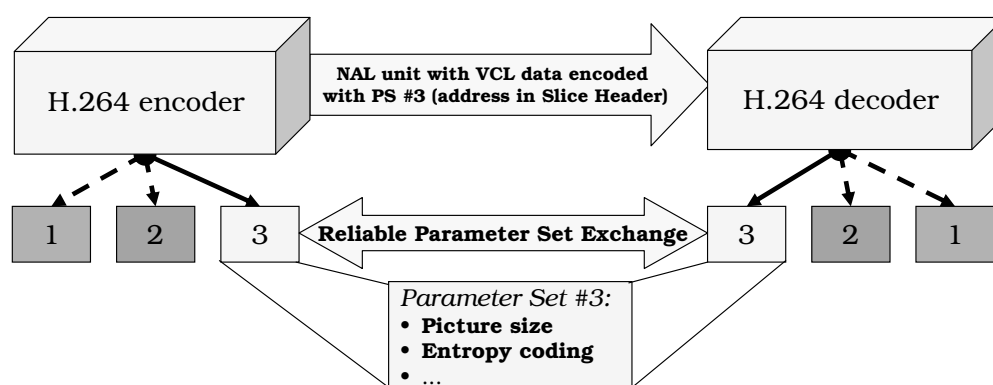 NAL unit with VCL data encoded
with PS #3 (address in Slice Header)
H.264 encoder
H.264 decoder
1
2
3
Reliable Parameter Set Exchange
3
2
1
Parameter Set #3:
• Picture size
• Entropy coding
• ...